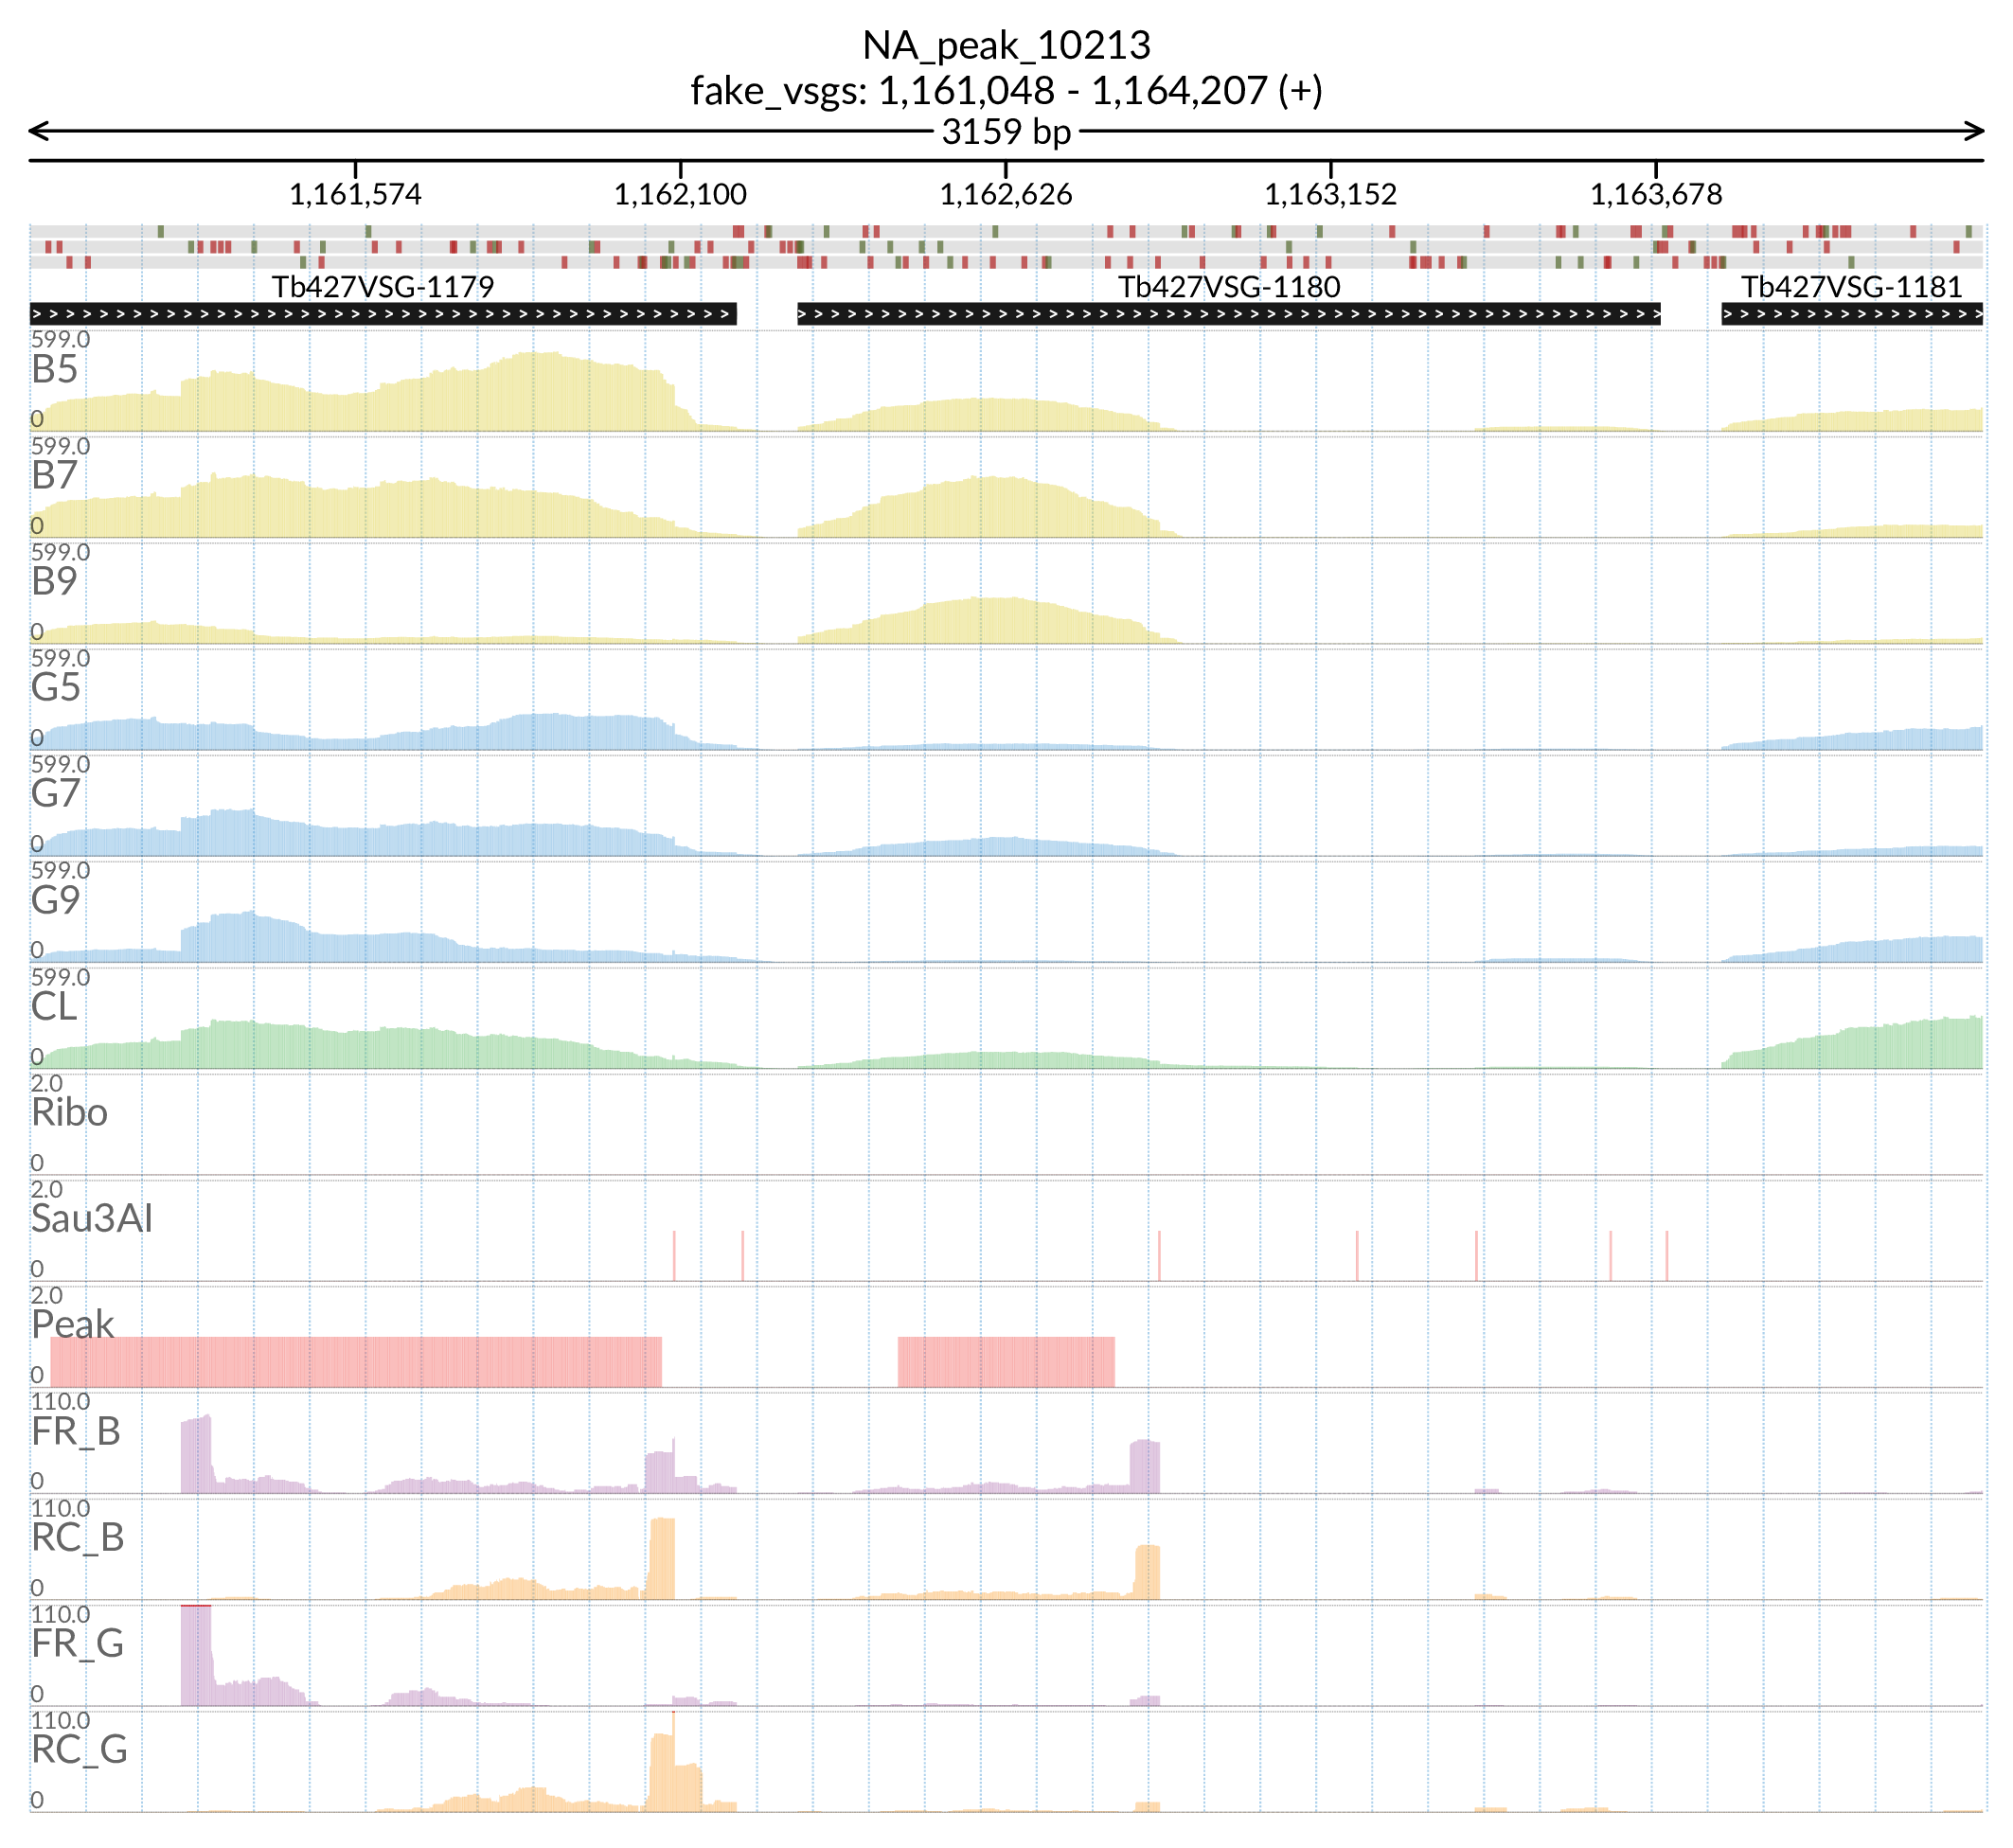 NA_peak_10213
fake_vsgs: 1,161,048 - 1,164,207 (+)
3159 bp
1,161,574 1,162,100 1,162,626 1,163,152 1,163,678
Tb427VSG-1179 Tb427VSG-1180 Tb427VSG-1181
599.0
B5
0
599.0
B7
0
599.0
B9
0
599.0
G5
0
599.0
G7
0
599.0
G9
0
599.0
CL
0
2.0
Ribo
0
2.0
Sau3AI
0
2.0
Peak
0
110.0
FR_B
0
110.0
RC_B
0
110.0
FR_G
0
110.0
RC_G
0